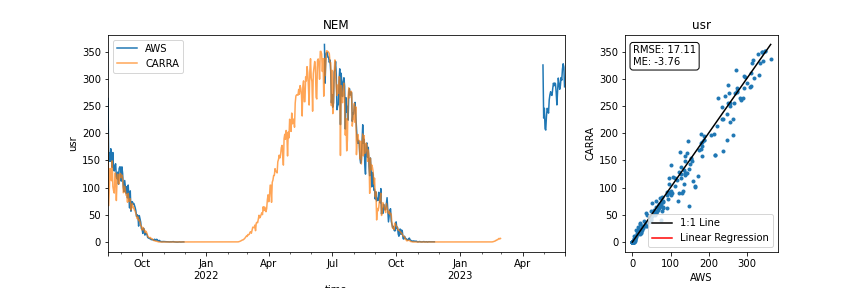 NEM
AWS
CARRA
350
300
250
200
150
100
50
0
usr
Oct
Jan
2022
Apr
Jul
Oct
Jan
2023
Apr
time
usr
RMSE: 17.11
ME: -3.76
350
300
250
200
150
100
50
0
CARRA
1:1 Line
Linear Regression
0
100
200
300
AWS